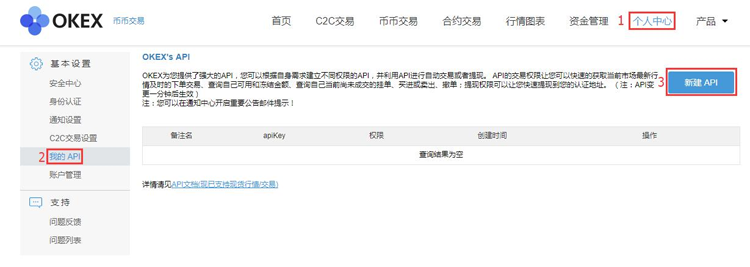 OKEX 币币交易 首页 C2C交易 币币交易 合约交易 行情图表 资金管理 1 个人中心 产品
基本设置
安全中心
身份认证
通知设置
C2C交易设置
2 我的 API
账户管理
支持
问题反馈
问题列表
OKEX's API
OKEX为您提供了强大的API，您可以根据自身需求建立不同权限的API，并利用API进行自动交易或者提现。 API的交易权限让您可以快速的获取当前市场最新行
情及时的下单交易、查询自己可用和冻结金额、查询自己当前尚未成交的挂单、买进或卖出、撤单；提现权限可以让您快速提现到您的认证地址。（ 注：API变
更一分钟后生效 ）
注：您可以在通知中心开启重要公告邮件提示！
3 新建 API
备注名 apiKey 权限 创建时间 操作
查询结果为空
详情请见API文档(现已支持现货行情/交易)